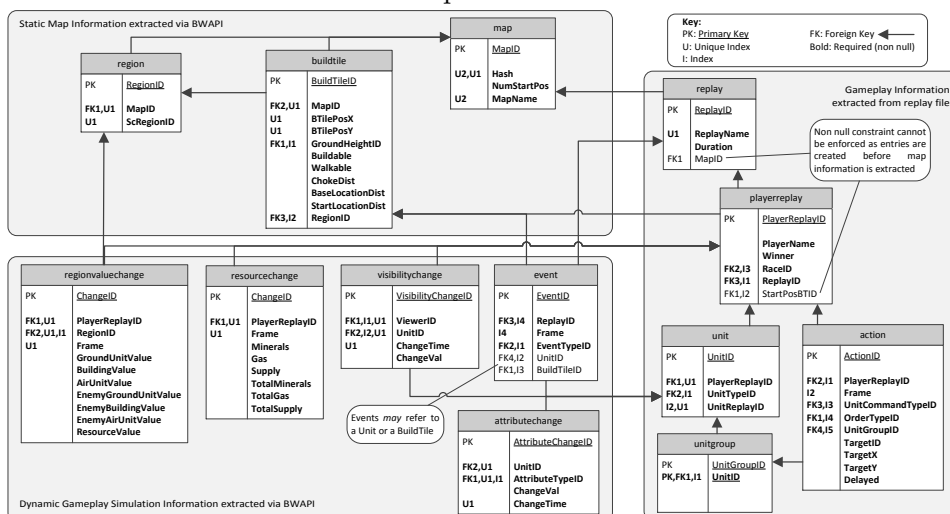 Static Map Information extracted via BWAPI
map
PK MapID
U2,U1 Hash
NumStartPos
U2 MapName
Key:
PK: Primary Key FK: Foreign Key
U: Unique Index Bold: Required (non null)
I: Index
region
PK RegionID
FK1,U1 MapID
U1 ScRegionID
buildtile
PK BuildTileID
FK2,U1 MapID
U1 BTilePosX
U1 BTilePosY
FK1,I1 GroundHeightID
Buildable
Walkable
ChokeDist
BaseLocationDist
StartLocationDist
FK3,I2 RegionID
Gameplay Information
extracted from replay file
replay
PK ReplayID
U1 ReplayName
Duration
FK1 MapID
Non null constraint cannot
be enforced as entries are
created before map
information is extracted
playerreplay
PK PlayerReplayID
PlayerName
Winner
FK2,I3 RaceID
FK3,I1 ReplayID
FK1,I2 StartPosBTID
regionvaluechange
PK ChangeID
FK1,U1 PlayerReplayID
FK2,U1,I1 RegionID
U1 Frame
GroundUnitValue
BuildingValue
AirUnitValue
EnemyGroundUnitValue
EnemyBuildingValue
EnemyAirUnitValue
ResourceValue
resourcechange
PK ChangeID
FK1,U1 PlayerReplayID
U1 Frame
Minerals
Gas
Supply
TotalMinerals
TotalGas
TotalSupply
visibilitychange
PK VisibilityChangeID
FK1,I1,U1 ViewerID
FK2,I2,U1 UnitID
U1 ChangeTime
ChangeVal
event
PK EventID
FK3,I4 ReplayID
I4 Frame
FK2,I1 EventTypeID
FK4,I2 UnitID
FK1,I3 BuildTileID
Events may refer to
a Unit or a BuildTile
attributechange
PK AttributeChangeID
FK2,U1 UnitID
FK1,U1,I1 AttributeTypeID
ChangeVal
U1 ChangeTime
unit
PK UnitID
FK1,U1 PlayerReplayID
FK2,I1 UnitTypeID
I2,U1 UnitReplayID
unitgroup
PK UnitGroupID
PK,FK1,I1 UnitID
action
PK ActionID
FK2,I1 PlayerReplayID
I2 Frame
FK3,I3 UnitCommandTypeID
FK1,I4 OrderTypeID
FK4,I5 UnitGroupID
TargetID
TargetX
TargetY
Delayed
Dynamic Gameplay Simulation Information extracted via BWAPI